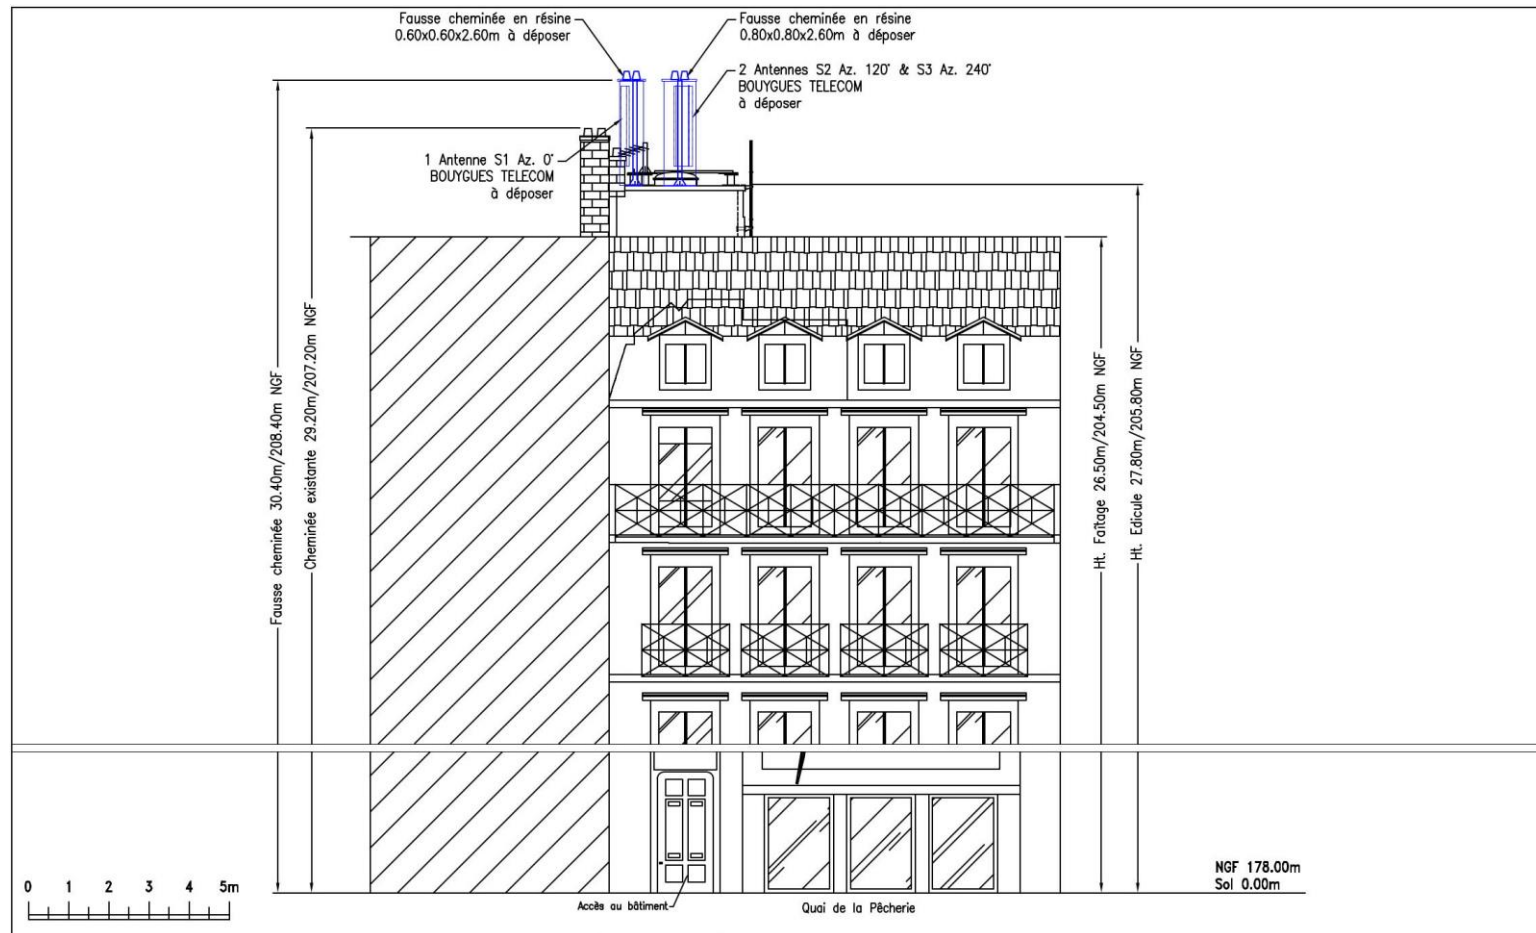 Fausse cheminée en résine
0.60x0.60x2.60m à déposer
Fausse cheminée en résine
0.80x0.80x2.60m à déposer
2 Antennes S2 Az. 120° & S3 Az. 240°
BOUYGUES TELECOM
à déposer
1 Antenne S1 Az. 0°
BOUYGUES TELECOM
à déposer
Fausse cheminée 30.40m/208.40m NGF
Cheminée existante 29.20m/207.20m NGF
Ht. Faîtage 26.50m/204.50m NGF
Ht. Edicule 27.80m/205.80m NGF
0 1 2 3 4 5m
Accès au bâtiment
Quai de la Pêcherie
NGF 178.00m
Sol 0.00m